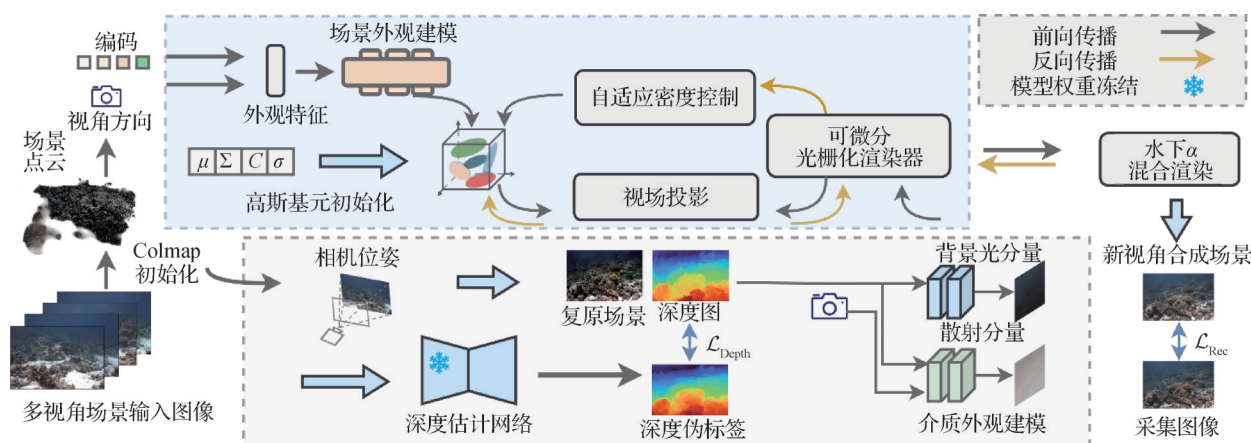 编码
视角方向
场景
点云
Colmap
初始化
多视角场景输入图像
场景外观建模
外观特征
μ Σ C σ
高斯基元初始化
自适应密度控制
可微分
光栅化渲染器
视场投影
前向传播
反向传播
模型权重冻结
水下α
混合渲染
新视角合成场景
ℒRec
采集图像
相机位姿
复原场景
深度图
ℒDepth
深度估计网络
深度伪标签
背景光分量
散射分量
介质外观建模